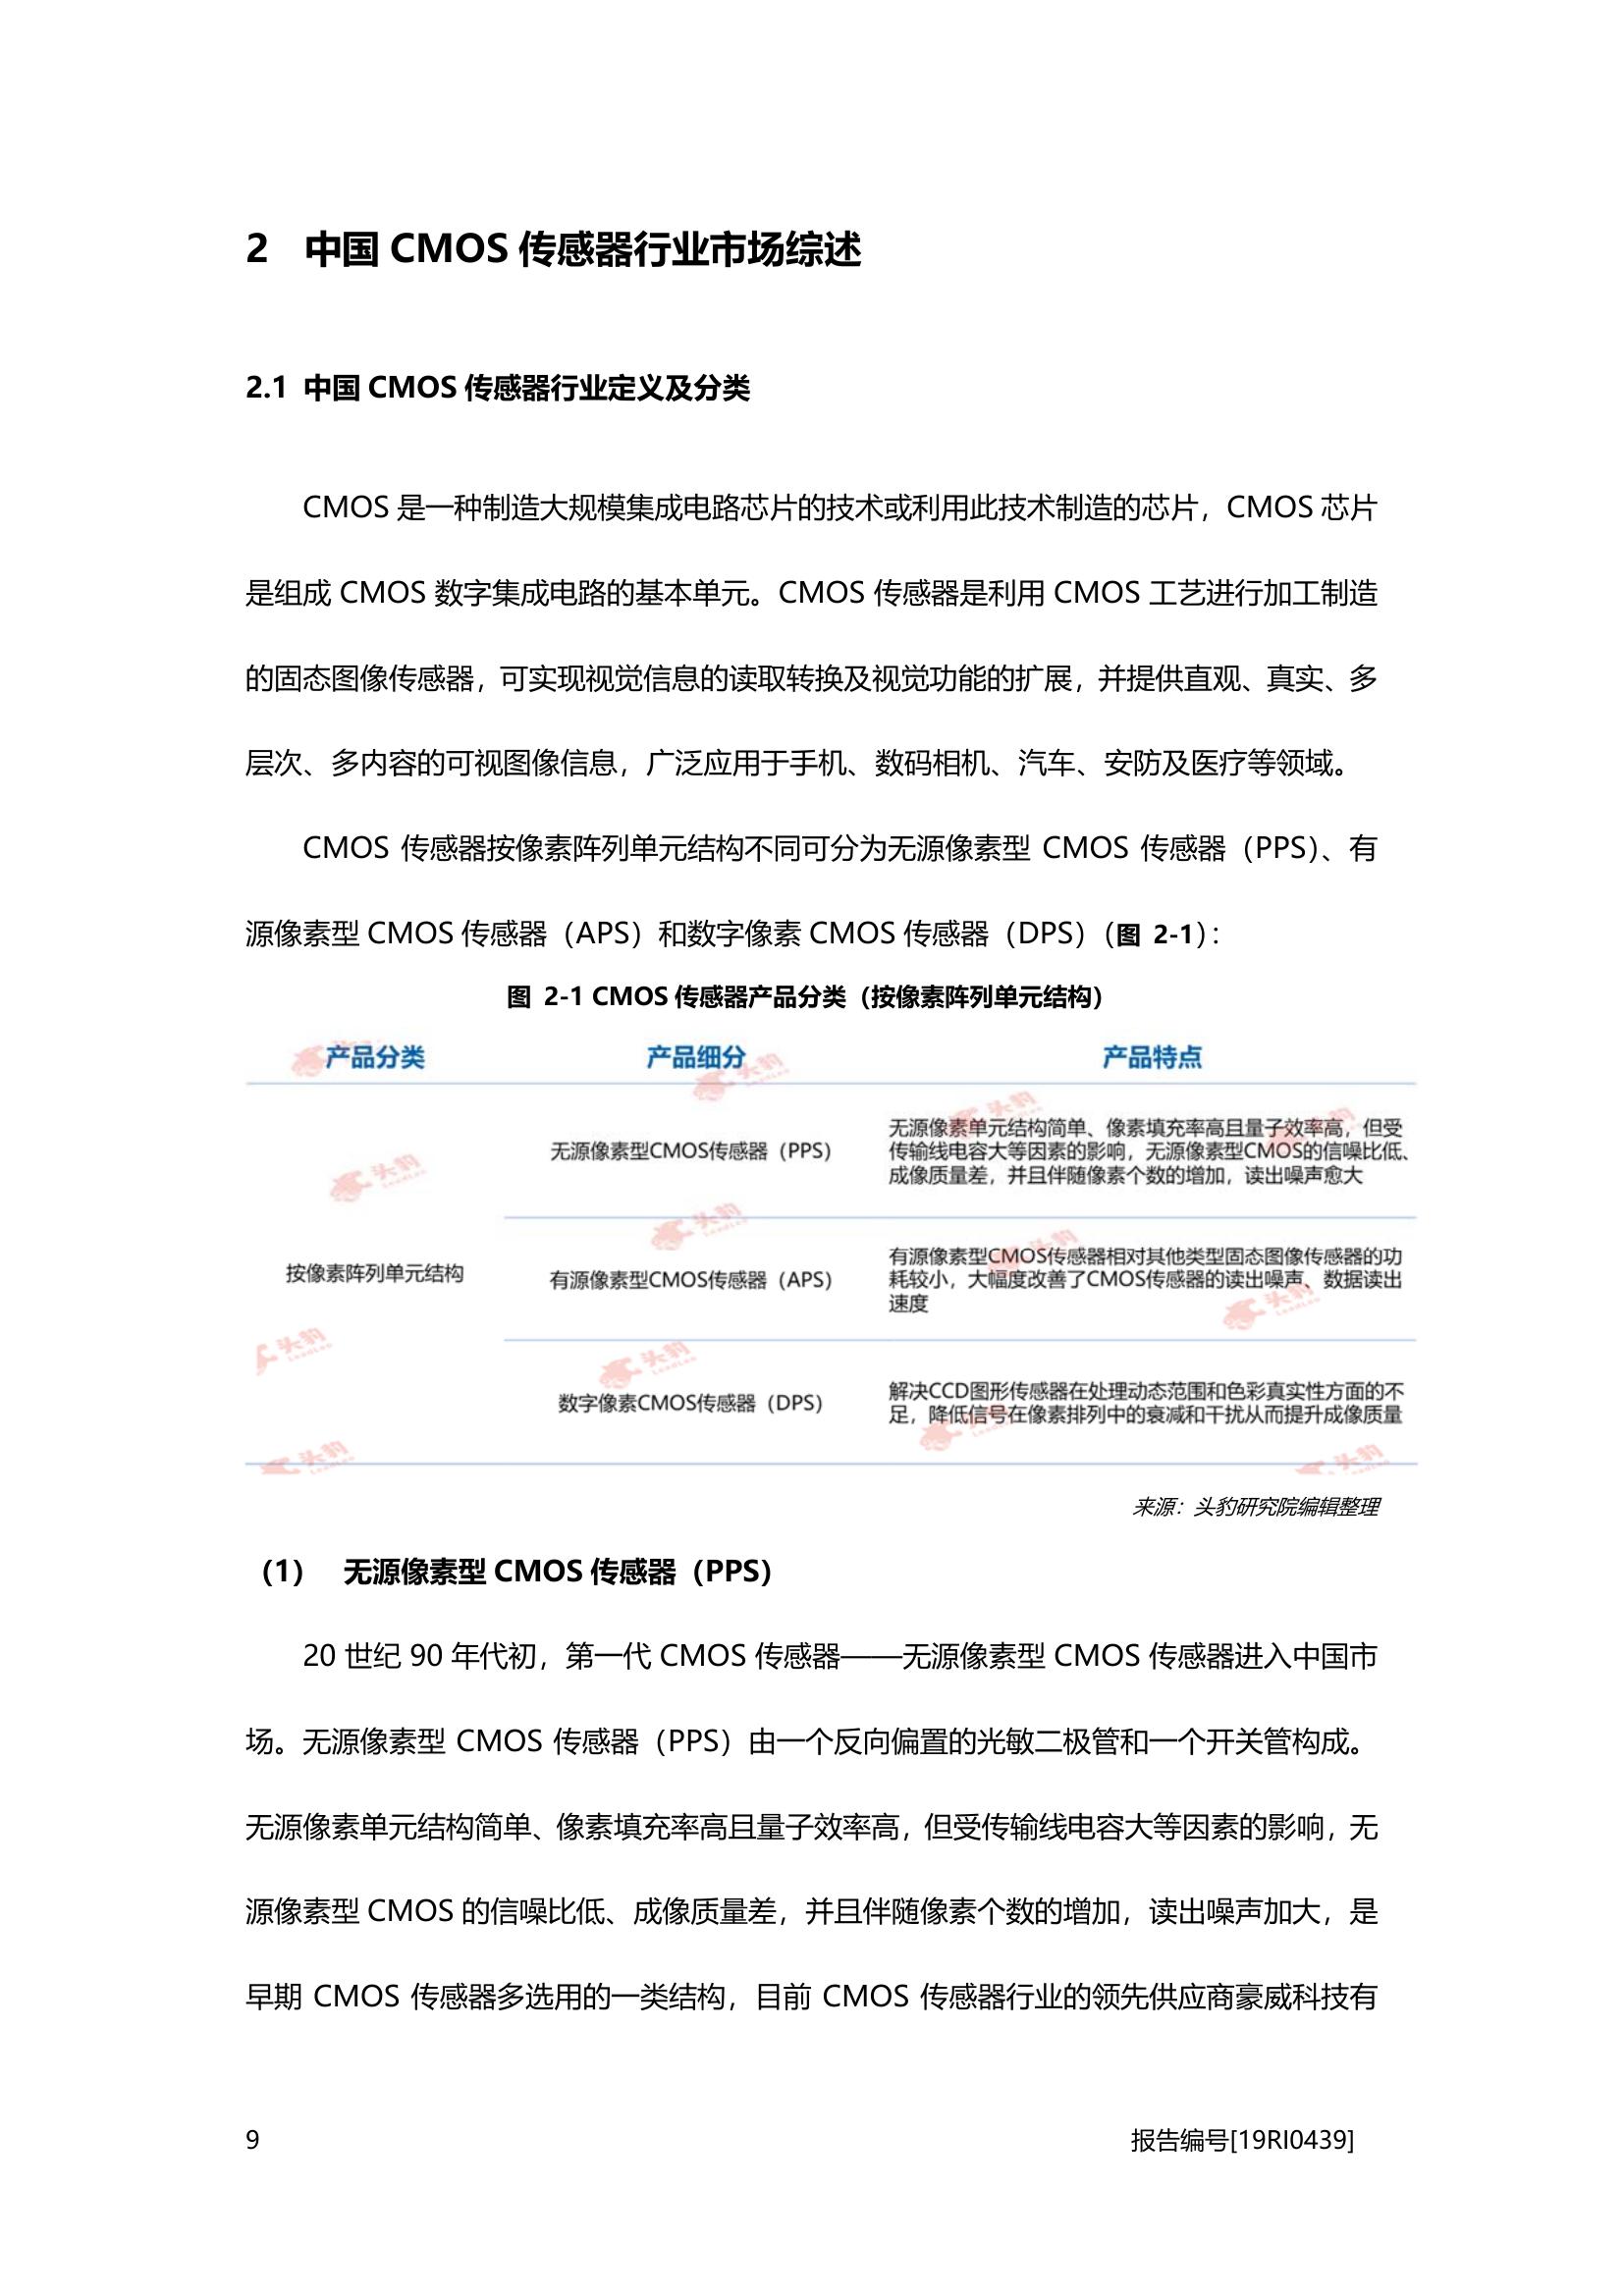 2 中国 CMOS 传感器行业市场综述
2.1 中国 CMOS 传感器行业定义及分类
CMOS 是一种制造大规模集成电路芯片的技术或利用此技术制造的芯片，CMOS 芯片
是组成 CMOS 数字集成电路的基本单元。CMOS 传感器是利用 CMOS 工艺进行加工制造
的固态图像传感器，可实现视觉信息的读取转换及视觉功能的扩展，并提供直观、真实、多
层次、多内容的可视图像信息，广泛应用于手机、数码相机、汽车、安防及医疗等领域。
CMOS 传感器按像素阵列单元结构不同可分为无源像素型 CMOS 传感器（PPS）、有
源像素型 CMOS 传感器（APS）和数字像素 CMOS 传感器（DPS）（图 2-1）：
图 2-1 CMOS 传感器产品分类（按像素阵列单元结构）
产品分类 产品细分 产品特点
无源像素型CMOS传感器（PPS）
无源像素单元结构简单、像素填充率高且量子效率高，但受
传输线电容大等因素的影响，无源像素型CMOS的信噪比低、
成像质量差，并且伴随像素个数的增加，读出噪声愈大
按像素阵列单元结构
有源像素型CMOS传感器（APS）
有源像素型CMOS传感器相对其他类型固态图像传感器的功
耗较小，大幅度改善了CMOS传感器的读出噪声、数据读出
速度
数字像素CMOS传感器（DPS）
解决CCD图形传感器在处理动态范围和色彩真实性方面的不
足，降低信号在像素排列中的衰减和干扰从而提升成像质量
来源：头豹研究院编辑整理
（1） 无源像素型 CMOS 传感器（PPS）
20 世纪 90 年代初，第一代 CMOS 传感器——无源像素型 CMOS 传感器进入中国市
场。无源像素型 CMOS 传感器（PPS）由一个反向偏置的光敏二极管和一个开关管构成。
无源像素单元结构简单、像素填充率高且量子效率高，但受传输线电容大等因素的影响，无
源像素型 CMOS 的信噪比低、成像质量差，并且伴随像素个数的增加，读出噪声加大，是
早期 CMOS 传感器多选用的一类结构，目前 CMOS 传感器行业的领先供应商豪威科技有
9 报告编号[19RI0439]